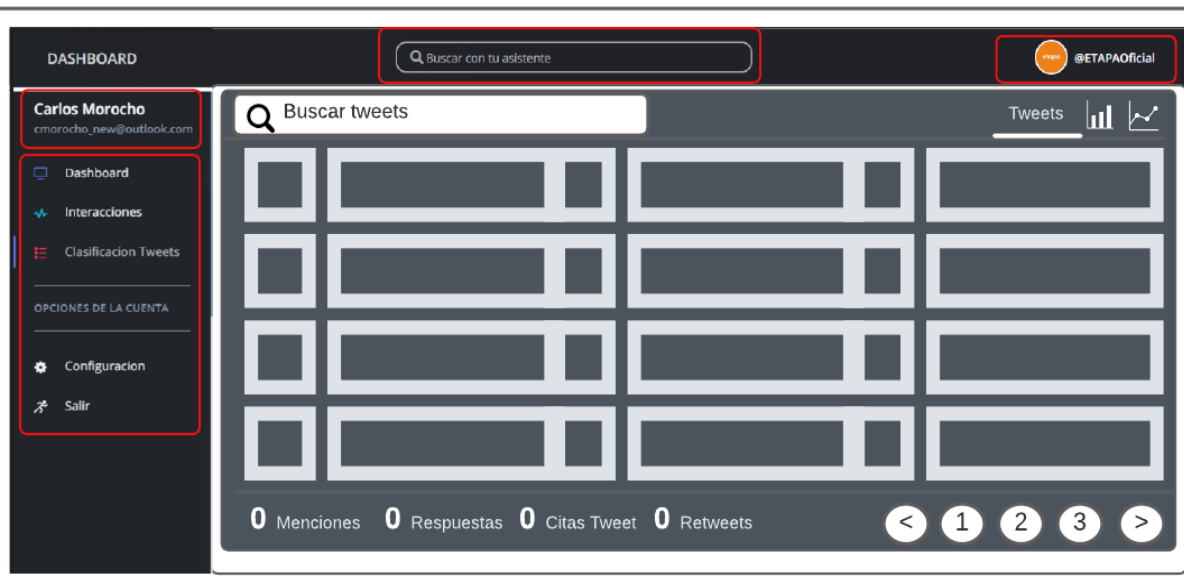 DASHBOARD
Buscar con tu asistente
etapa
@ETAPAOficial
Carlos Morocho
cmorocho_new@outlook.com
Dashboard
Interacciones
Clasificacion Tweets
OPCIONES DE LA CUENTA
Configuracion
Salir
Buscar tweets
Tweets
0 Menciones 0 Respuestas 0 Citas Tweet 0 Retweets
< 1 2 3 >